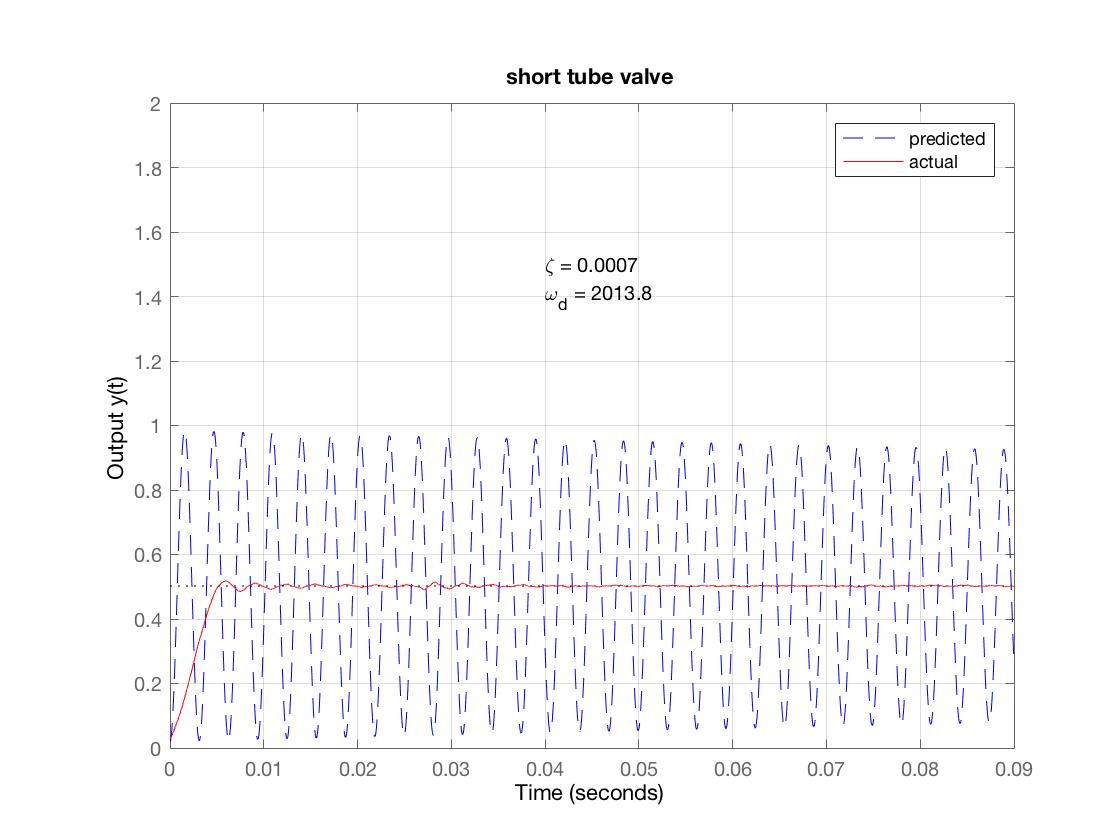 short tube valve
2
1.8
1.6
1.4
1.2
1
0.8
0.6
0.4
0.2
0
Output y(t)
predicted
actual
ζ = 0.0007
ω_d = 2013.8
0 0.01 0.02 0.03 0.04 0.05 0.06 0.07 0.08 0.09
Time (seconds)